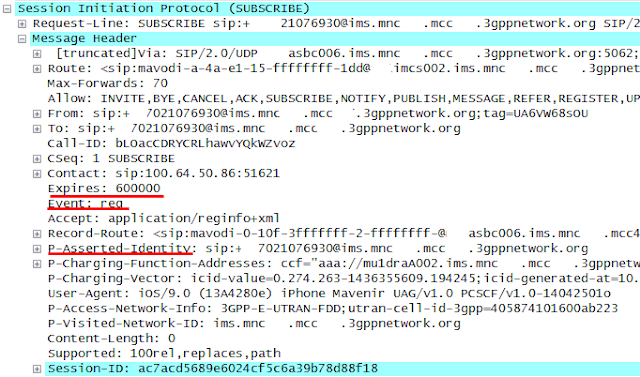 Session Initiation Protocol (SUBSCRIBE)
Request-Line: SUBSCRIBE sip:+ 21076930@ims.mnc .mcc .3gppnetwork.org SIP/2
Message Header
[truncated]Via: SIP/2.0/UDP asbc006.ims.mnc .mcc .3gppnetwork.org:5062;
Route: <sip:mavodi-a-4a-e1-15-ffffffff-1dd@ imcs002.ims.mnc .mcc .3gppnetw
Max-Forwards: 70
Allow: INVITE,BYE,CANCEL,ACK,SUBSCRIBE,NOTIFY,PUBLISH,MESSAGE,REFER,REGISTER,UP
From: sip:+ 7021076930@ims.mnc .mcc .3gppnetwork.org;tag=UA6VW68sOU
To: sip:+ 7021076930@ims.mnc .mcc .3gppnetwork.org
Call-ID: bLOacCDRYCRLhawvYQkWZvoz
CSeq: 1 SUBSCRIBE
Contact: sip:100.64.50.86:51621
Expires: 600000
Event: reg
Accept: application/reginfo+xml
Record-Route: <sip:mavodi-0-10f-3fffffff-2-ffffffff-@ asbc006.ims.mnc .mcc4
P-Asserted-Identity: sip:+ 7021076930@ims.mnc .mcc .3gppnetwork.org
P-Charging-Function-Addresses: ccf="aaa://mu1draA002.imc .mnc .mcc .3gppnetw
P-Charging-Vector: icid-value=0.274.263-1436355609.194245;icid-generated-at=10.
User-Agent: iOS/9.0 (13A4280e) iPhone Mavenir UAG/v1.0 PCSCF/v1.0-14042501o
P-Access-Network-Info: 3GPP-E-UTRAN-FDD;utran-cell-id-3gpp=405874101600ab223
P-Visited-Network-ID: ims.mnc .mcc .3gppnetwork.org
Content-Length: 0
Supported: 100rel,replaces,path
Session-ID: ac7acd5689e6024cf5c6a39b78d88f18